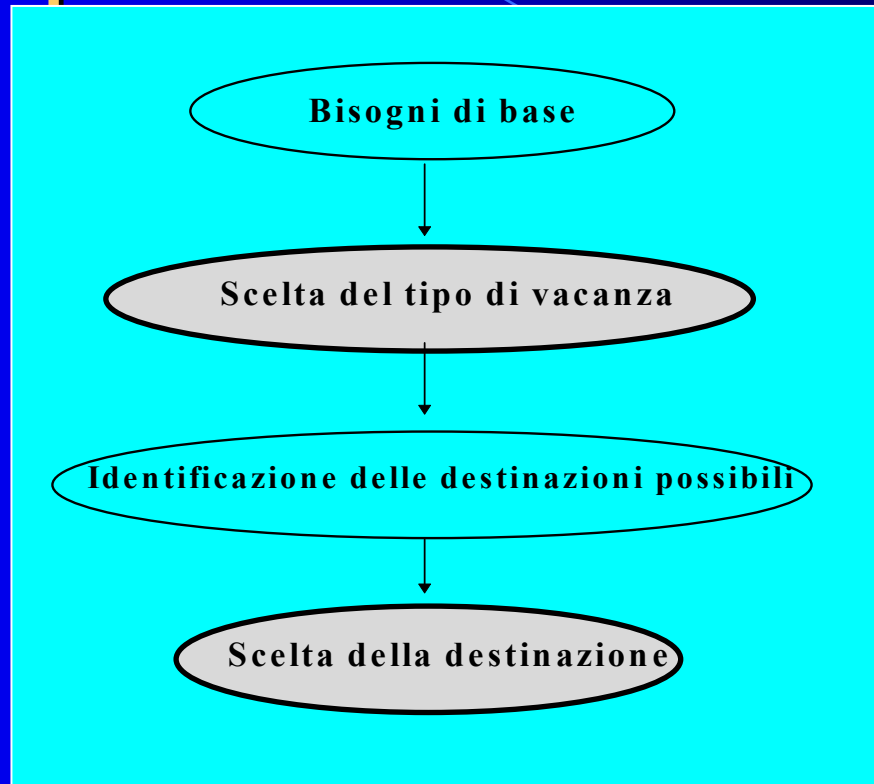 Bisogni di base
Scelta del tipo di vacanza
Identificazione delle destinazioni possibili
Scelta della destinazione